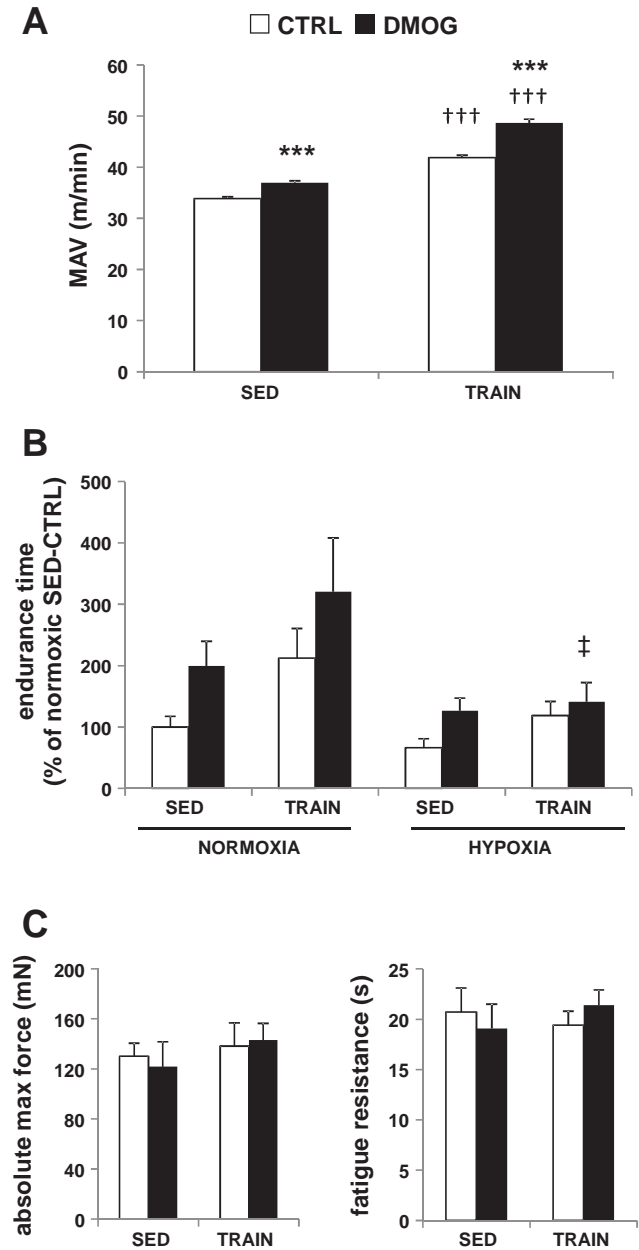 A
CTRL DMOG
MAV (m/min)
60
50
40
30
20
10
0
***
†††
***
†††
SED TRAIN
B
endurance time
(% of normoxic SED-CTRL)
500
400
300
200
100
0
‡
SED TRAIN SED TRAIN
NORMOXIA HYPOXIA
C
absolute max force (mN)
200
160
120
80
40
0
SED TRAIN
fatigue resistance (s)
25
20
15
10
5
0
SED TRAIN